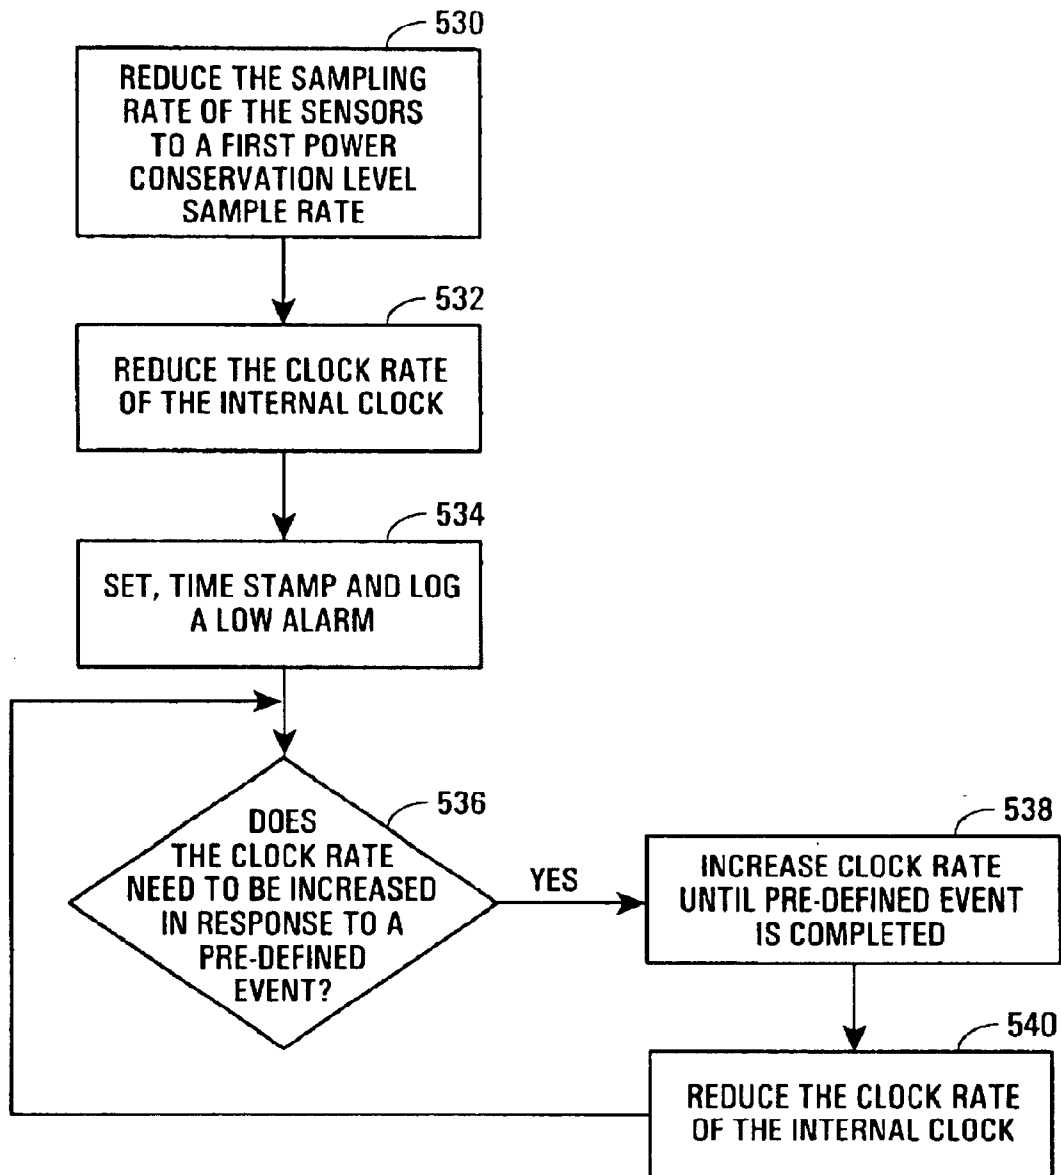 530
REDUCE THE SAMPLING
RATE OF THE SENSORS
TO A FIRST POWER
CONSERVATION LEVEL
SAMPLE RATE
532
REDUCE THE CLOCK RATE
OF THE INTERNAL CLOCK
534
SET, TIME STAMP AND LOG
A LOW ALARM
536
DOES
THE CLOCK RATE
NEED TO BE INCREASED
IN RESPONSE TO A
PRE-DEFINED
EVENT?
YES
538
INCREASE CLOCK RATE
UNTIL PRE-DEFINED EVENT
IS COMPLETED
540
REDUCE THE CLOCK RATE
OF THE INTERNAL CLOCK